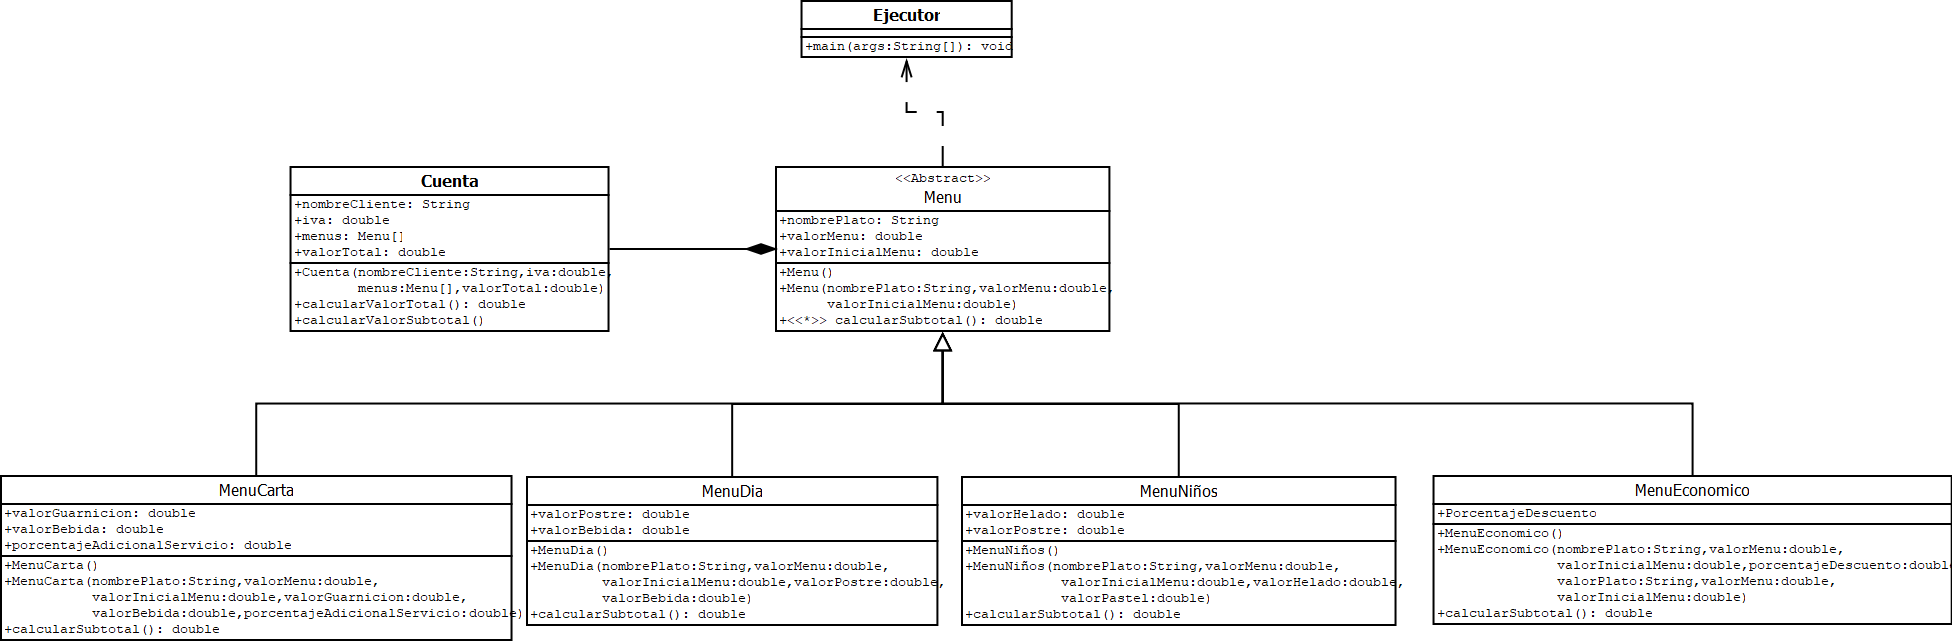 Ejecutor
+main(args:String[]): void
Cuenta
+nombreCliente: String
+iva: double
+menus: Menu[]
+valorTotal: double
+Cuenta(nombreCliente:String,iva:double,
menus:Menu[],valorTotal:double)
+calcularValorTotal(): double
+calcularValorSubtotal()
<<Abstract>>
Menu
+nombrePlato: String
+valorMenu: double
+valorInicialMenu: double
+Menu()
+Menu(nombrePlato:String,valorMenu:double,
valorInicialMenu:double)
+<<*>> calcularSubtotal(): double
MenuCarta
+valorGuarnicion: double
+valorBebida: double
+porcentajeAdicionalServicio: double
+MenuCarta()
+MenuCarta(nombrePlato:String,valorMenu:double,
valorInicialMenu:double,valorGuarnicion:double,
valorBebida:double,porcentajeAdicionalServicio:double)
+calcularSubtotal(): double
MenuDia
+valorPostre: double
+valorBebida: double
+MenuDia()
+MenuDia(nombrePlato:String,valorMenu:double,
valorInicialMenu:double,valorPostre:double,
valorBebida:double)
+calcularSubtotal(): double
MenuNiños
+valorHelado: double
+valorPostre: double
+MenuNiños()
+MenuNiños(nombrePlato:String,valorMenu:double,
valorInicialMenu:double,valorHelado:double,
valorPastel:double)
+calcularSubtotal(): double
MenuEconomico
+PorcentajeDescuento
+MenuEconomico()
+MenuEconomico(nombrePlato:String,valorMenu:double,
valorInicialMenu:double,porcentajeDescuento:doubl
valorPlato:String,valorMenu:double,
valorInicialMenu:double)
+calcularSubtotal(): double